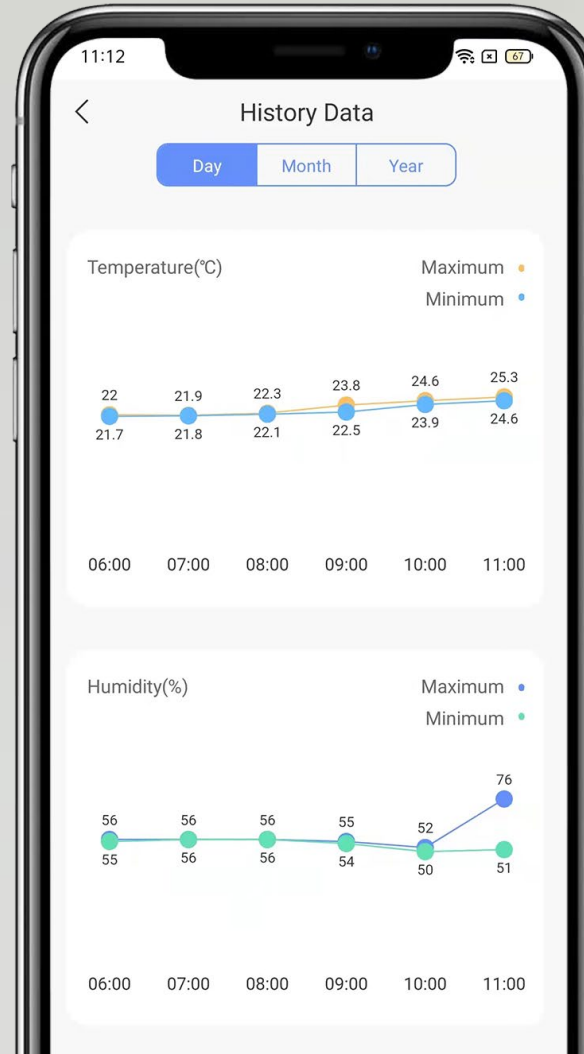 11:12
67
History Data
Day Month Year
Temperature(℃)
Maximum
Minimum
22 21.9 22.3 23.8 24.6 25.3
21.7 21.8 22.1 22.5 23.9 24.6
06:00 07:00 08:00 09:00 10:00 11:00
Humidity(%)
Maximum
Minimum
56 56 56 55 52 76
55 56 56 54 50 51
06:00 07:00 08:00 09:00 10:00 11:00